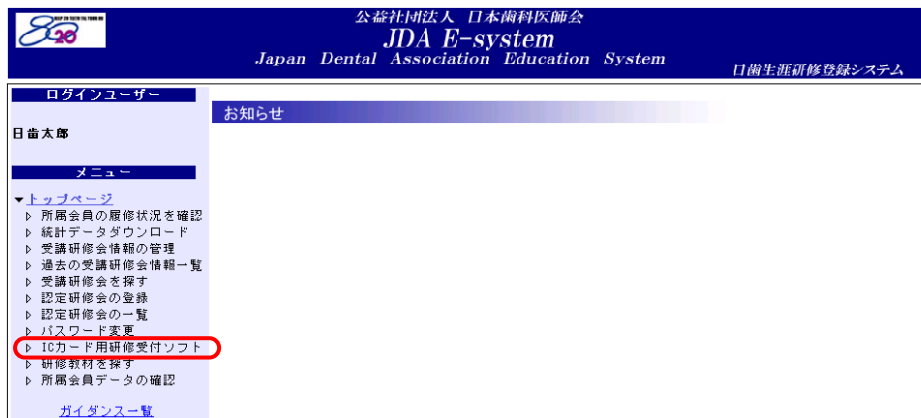 8020
公益社団法人 日本歯科医師会
JDA E-system
Japan Dental Association Education System
日歯生涯研修登録システム
ログインユーザー
日歯太郎
メニュー
お知らせ
▼トップページ
▷ 所属会員の履修状況を確認
▷ 統計データダウンロード
▷ 受講研修会情報の管理
▷ 過去の受講研修会情報一覧
▷ 受講研修会を探す
▷ 認定研修会の登録
▷ 認定研修会の一覧
▷ パスワード変更
▷ ICカード用研修受付ソフト
▷ 研修教材を探す
▷ 所属会員データの確認
ガイダンス一覧